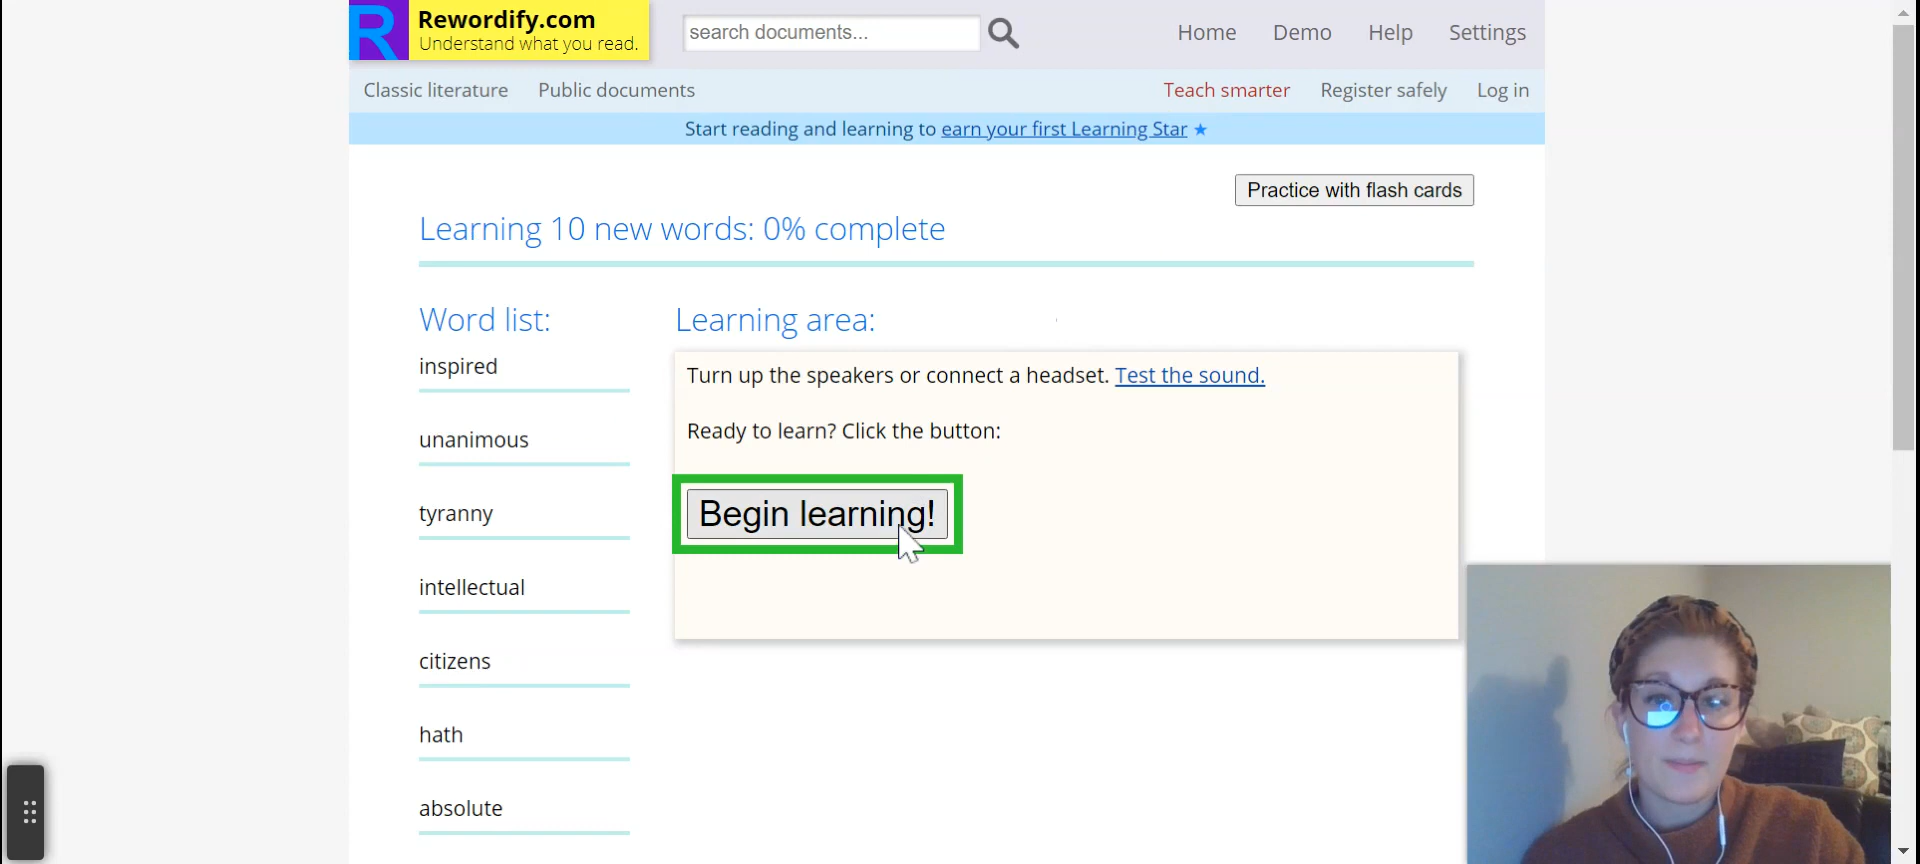 Rewordify.com
Understand what you read.
search documents...
Home Demo Help Settings
Classic literature Public documents
Teach smarter Register safely Log in
Start reading and learning to earn your first Learning Star ★
Practice with flash cards
Learning 10 new words: 0% complete
Word list:
inspired
unanimous
tyranny
intellectual
citizens
hath
absolute
Learning area:
Turn up the speakers or connect a headset. Test the sound.
Ready to learn? Click the button:
Begin learning!